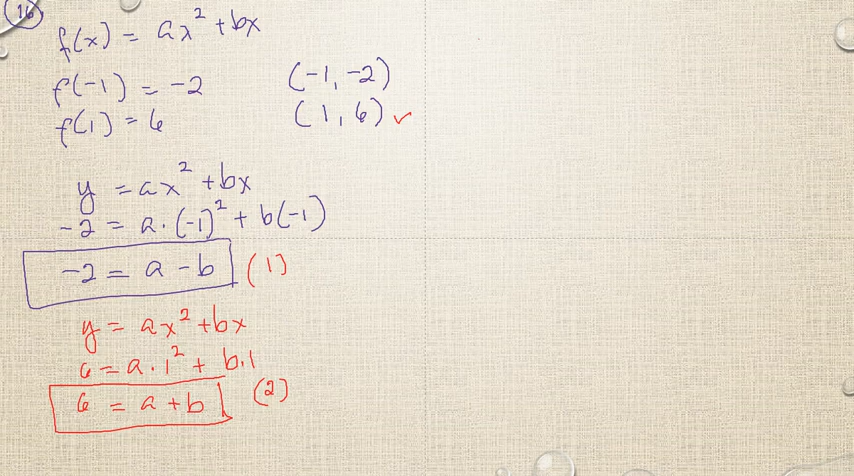 16
f(x) = ax² + bx
f(-1) = -2 (-1, -2)
f(1) = 6 (1, 6) ✓
y = ax² + bx
-2 = a·(-1)² + b(-1)
-2 = a - b (1)
y = ax² + bx
6 = a·1² + b·1
6 = a + b (2)